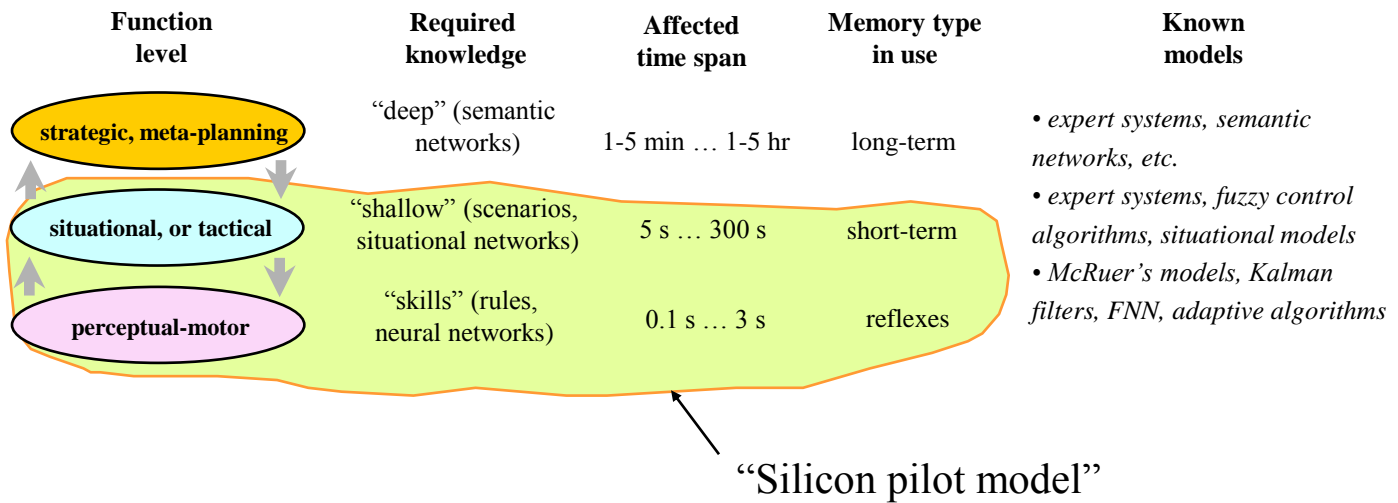 Function
level
Required
knowledge
Affected
time span
Memory type
in use
Known
models
strategic, meta-planning
“deep” (semantic
networks)
1-5 min … 1-5 hr
long-term
• expert systems, semantic
networks, etc.
situational, or tactical
“shallow” (scenarios,
situational networks)
5 s … 300 s
short-term
• expert systems, fuzzy control
algorithms, situational models
perceptual-motor
“skills” (rules,
neural networks)
0.1 s … 3 s
reflexes
• McRuer’s models, Kalman
filters, FNN, adaptive algorithms
“Silicon pilot model”